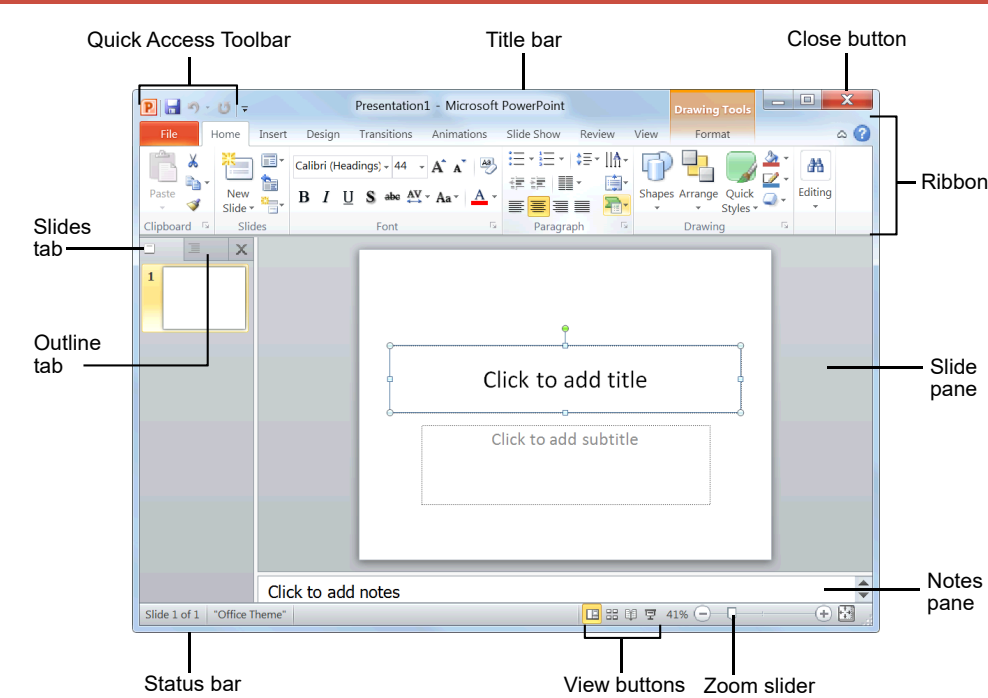 Quick Access Toolbar
Title bar
Close button
P
Presentation1 - Microsoft PowerPoint
Drawing Tools
X
File Home Insert Design Transitions Animations Slide Show Review View Format
?
Calibri (Headings) 44 A A Aa
Paste
New
Slide
B I U S abc AV Aa A
Shapes Arrange Quick
Styles
Editing
Ribbon
Clipboard Slides Font Paragraph Drawing
Slides
tab
1
Outline
tab
Click to add title
Slide
pane
Click to add subtitle
Click to add notes
Notes
pane
Slide 1 of 1 "Office Theme" 41%
Status bar
View buttons
Zoom slider